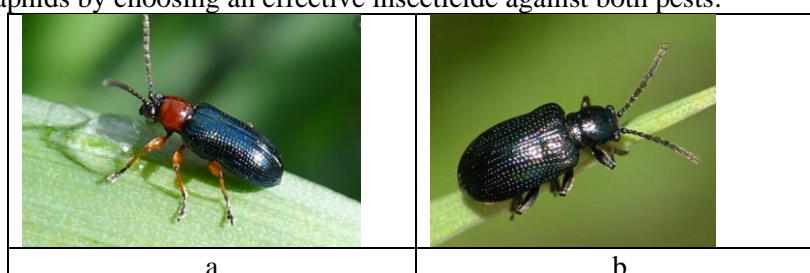 aphids by choosing an effective insecticide against both pests.
a
b